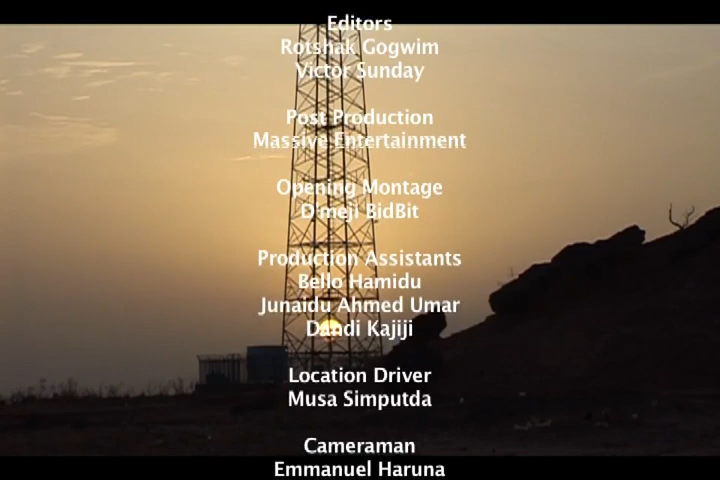 Editors
Rotshak Gogwim
Victor Sunday
Post Production
Massive Entertainment
Opening Montage
D'meji BidBit
Production Assistants
Bello Hamidu
Junaidu Ahmed Umar
Dandi Kajiji
Location Driver
Musa Simputda
Cameraman
Emmanuel Haruna